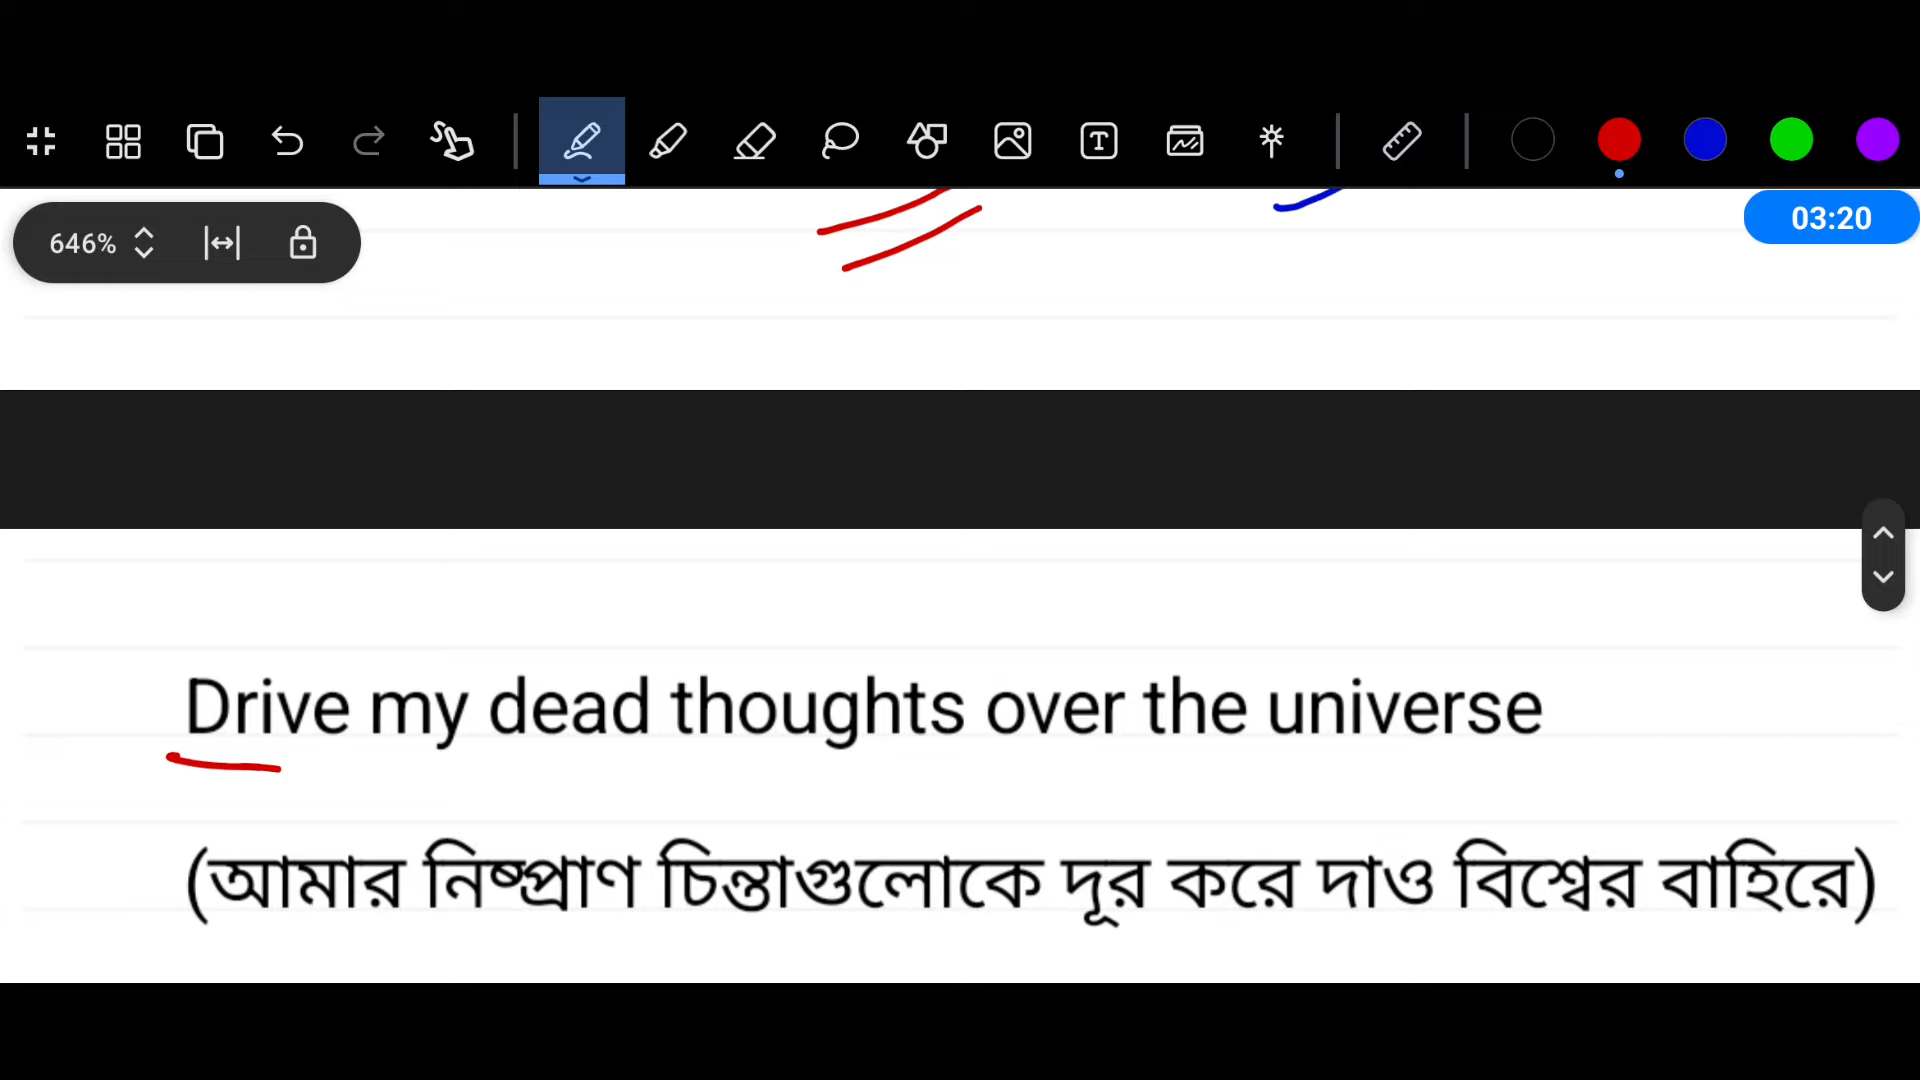 646%
03:20
Drive my dead thoughts over the universe
(আমার নিষ্প্রাণ চিন্তাগুলোকে দূর করে দাও বিশ্বের বাহিরে)